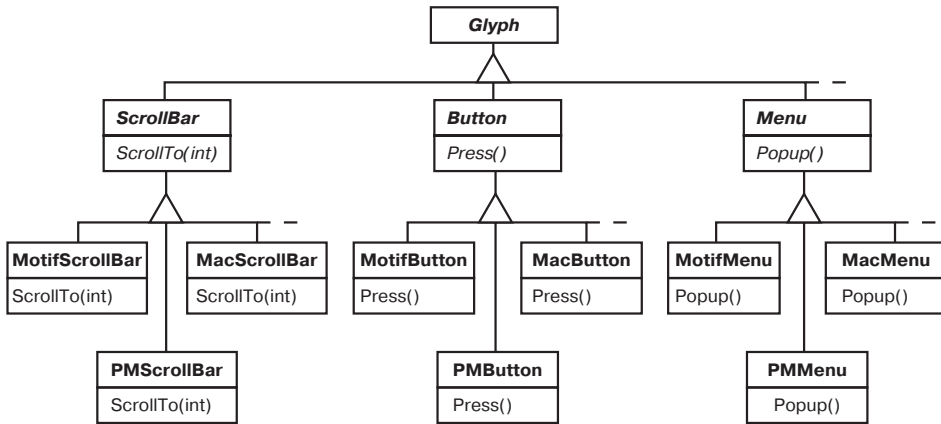 Glyph
ScrollBar
ScrollTo(int)
Button
Press()
Menu
Popup()
MotifScrollBar
ScrollTo(int)
MacScrollBar
ScrollTo(int)
MotifButton
Press()
MacButton
Press()
MotifMenu
Popup()
MacMenu
Popup()
PMScrollBar
ScrollTo(int)
PMButton
Press()
PMMenu
Popup()